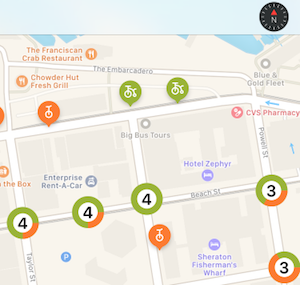 N
The Franciscan
Crab Restaurant
The Embarcadero
Chowder Hut
Fresh Grill
Blue &
Gold Fleet
CVS Pharmacy
Big Bus Tours
Powell St
Hotel Zephyr
n the Box
Enterprise
Rent-A-Car
Beach St
3
4
4
4
Taylor St
P
Sheraton
Fisherman's
Wharf
3